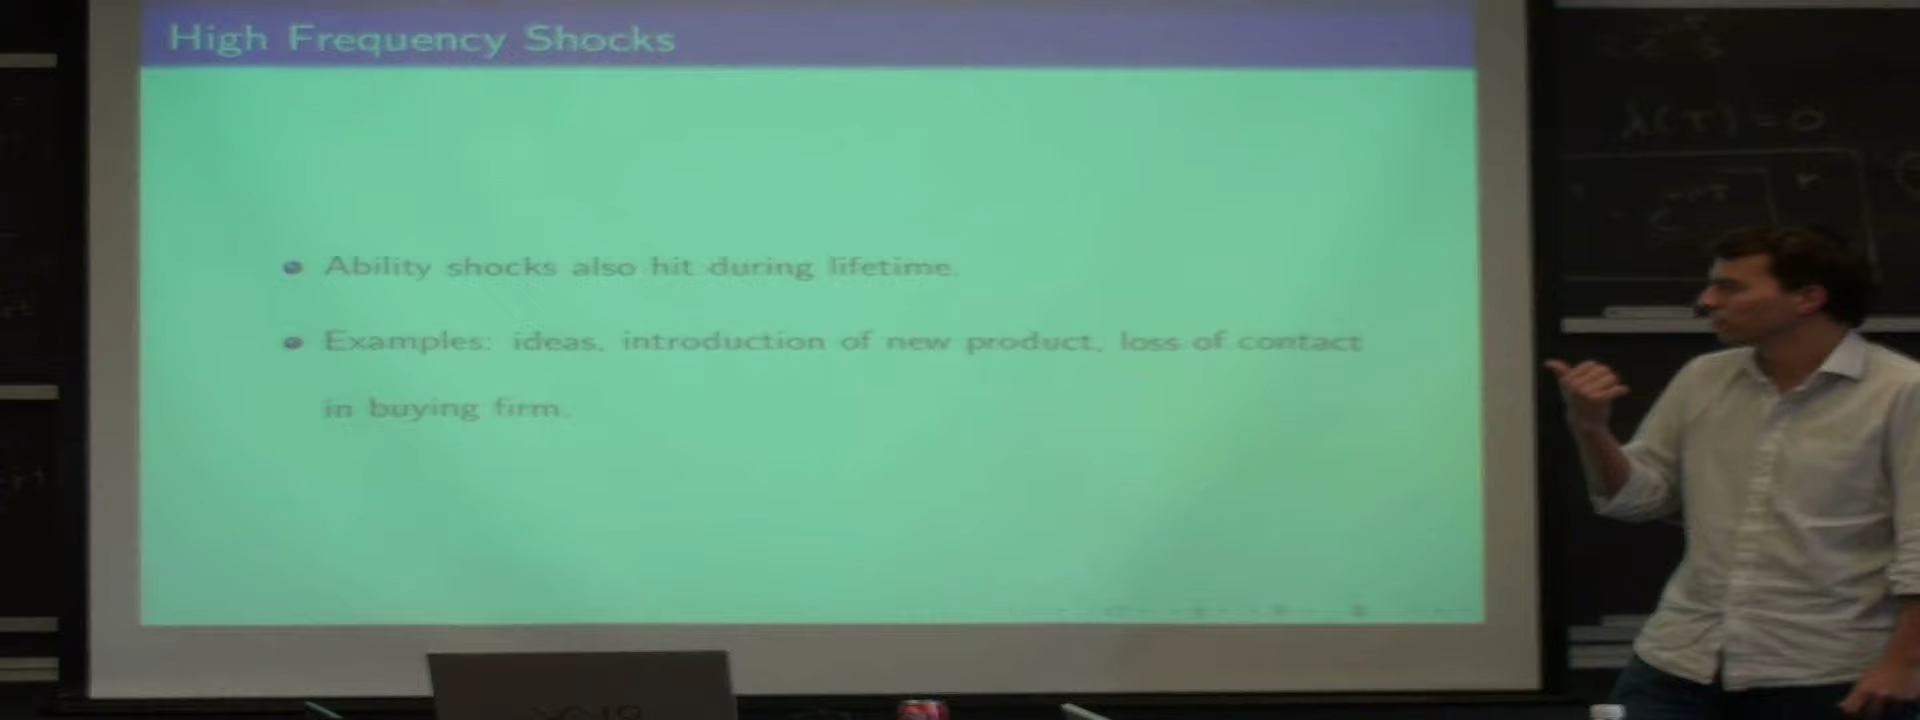 High Frequency Shocks
Ability shocks also hit during lifetime.
Examples: ideas, introduction of new product, loss of contact
in buying firm.
λ(T) = 0